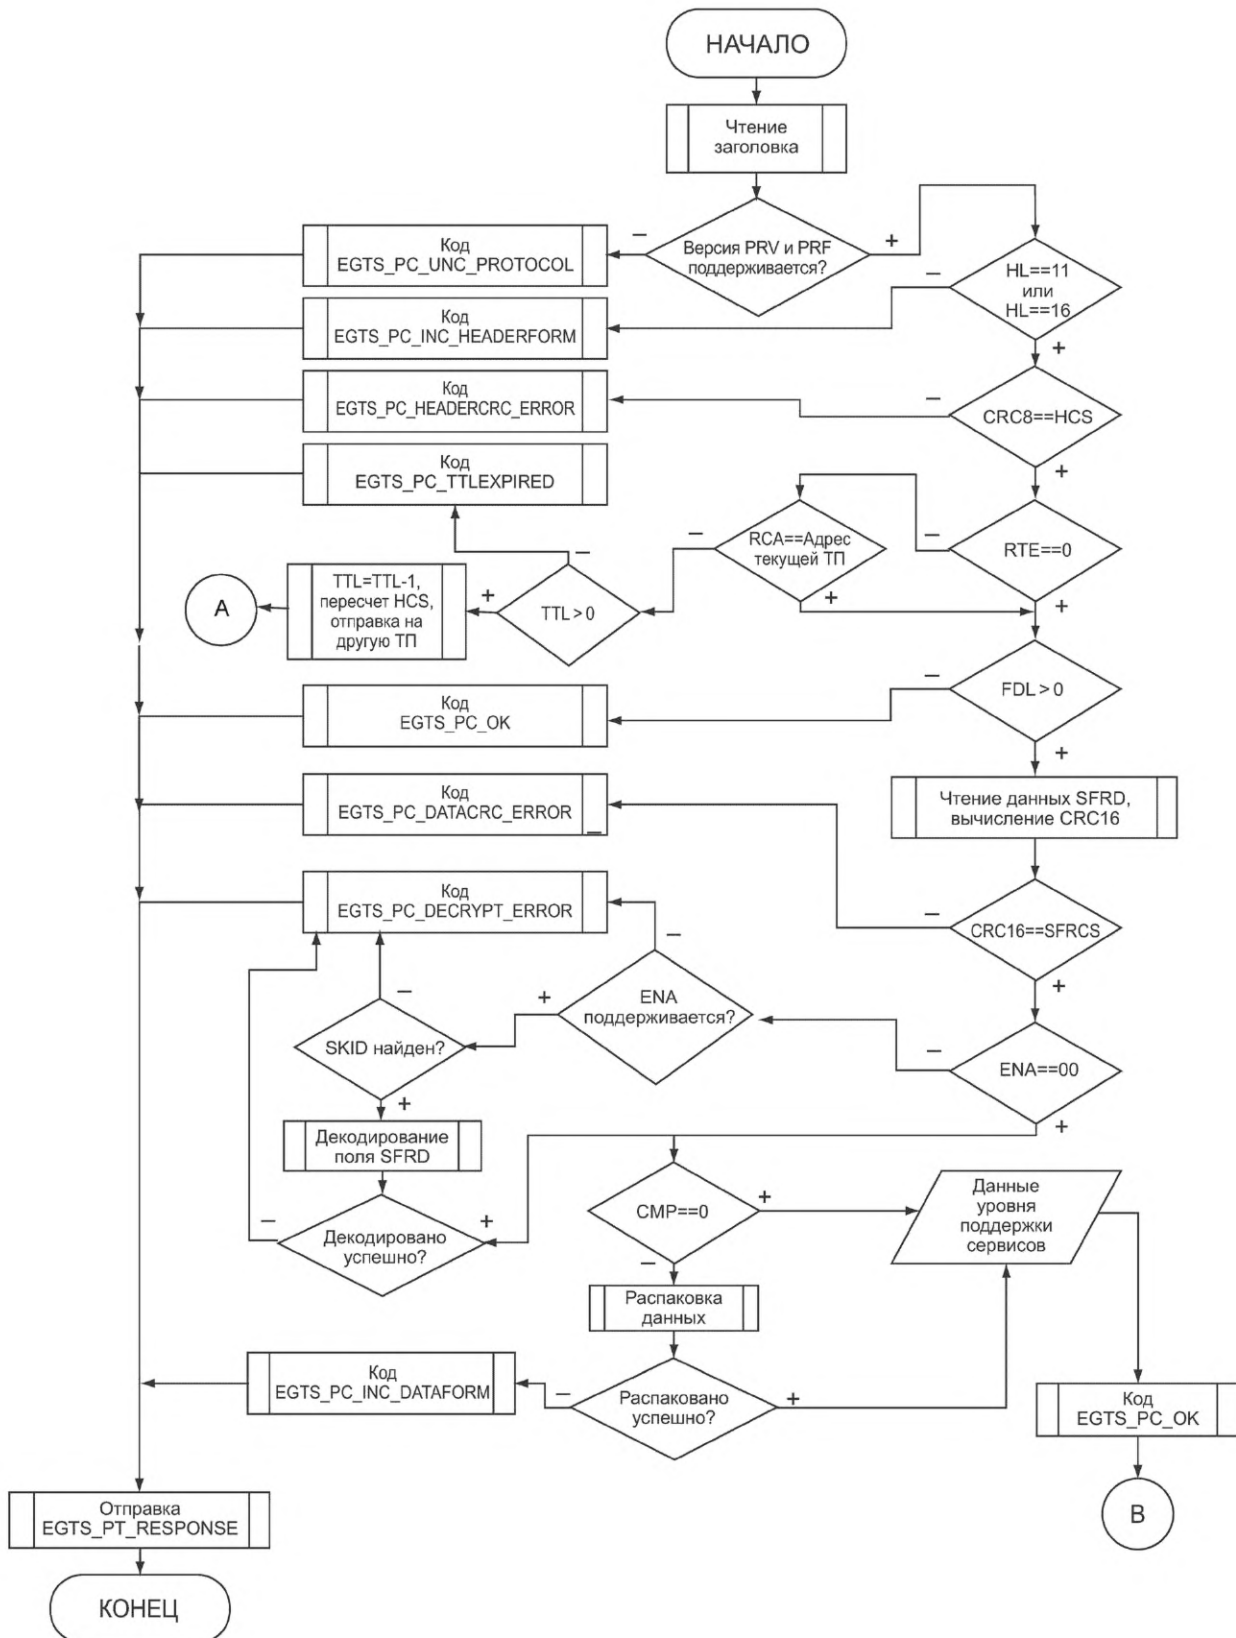 НАЧАЛО
Чтение
заголовка
Версия PRV и PRF
поддерживается?
−
+
Код
EGTS_PC_UNC_PROTOCOL
HL==11
или
HL==16
−
+
Код
EGTS_PC_INC_HEADERFORM
Код
EGTS_PC_HEADERCRC_ERROR
CRC8==HCS
−
+
Код
EGTS_PC_TTLEXPIRED
RCA==Адрес
текущей ТП
−
+
RTE==0
−
+
A
TTL=TTL-1,
пересчет HCS,
отправка на
другую ТП
+
TTL>0
−
FDL>0
−
+
Код
EGTS_PC_OK
Чтение данных SFRD,
вычисление CRC16
Код
EGTS_PC_DATACRC_ERROR
−
CRC16==SFRCS
−
+
Код
EGTS_PC_DECRYPT_ERROR
ENA
поддерживается?
−
+
SKID найден?
−
+
ENA==00
−
+
Декодирование
поля SFRD
Декодировано
успешно?
−
+
CMP==0
+
−
Данные
уровня
поддержки
сервисов
Распаковка
данных
Код
EGTS_PC_INC_DATAFORM
−
Распаковано
успешно?
+
Код
EGTS_PC_OK
B
Отправка
EGTS_PT_RESPONSE
КОНЕЦ